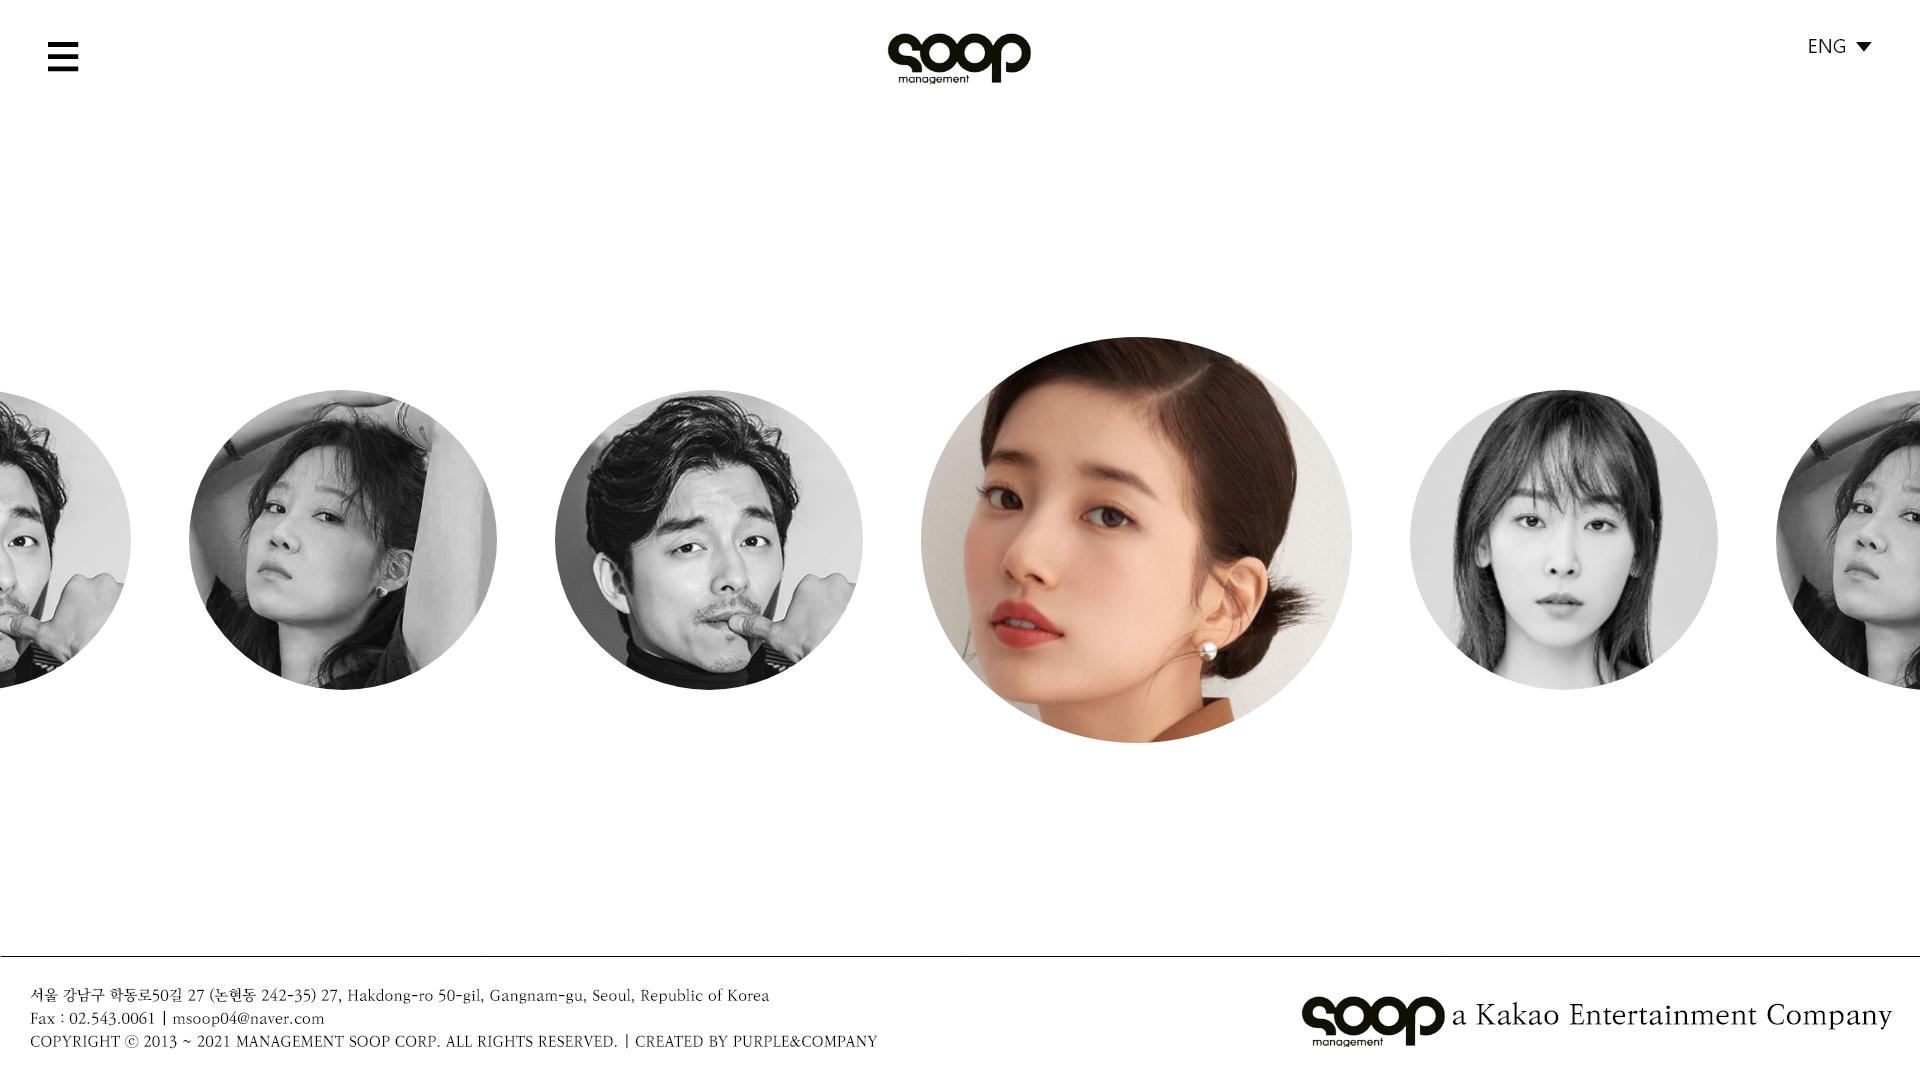 soop
management
ENG
서울 강남구 학동로50길 27 (논현동 242-35) 27, Hakdong-ro 50-gil, Gangnam-gu, Seoul, Republic of Korea
Fax : 02.543.0061 | msoop04@naver.com
COPYRIGHT ⓒ 2013 ~ 2021 MANAGEMENT SOOP CORP. ALL RIGHTS RESERVED. | CREATED BY PURPLE&COMPANY
soop a Kakao Entertainment Company
management